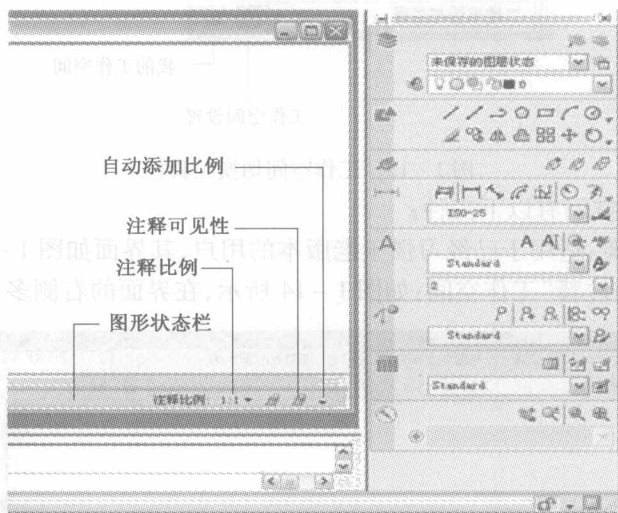 未保存的图层状态
0
自动添加比例
注释可见性
注释比例
图形状态栏
注释比例 1:1
ISO-25
A A A
Standard
2
Standard
Standard